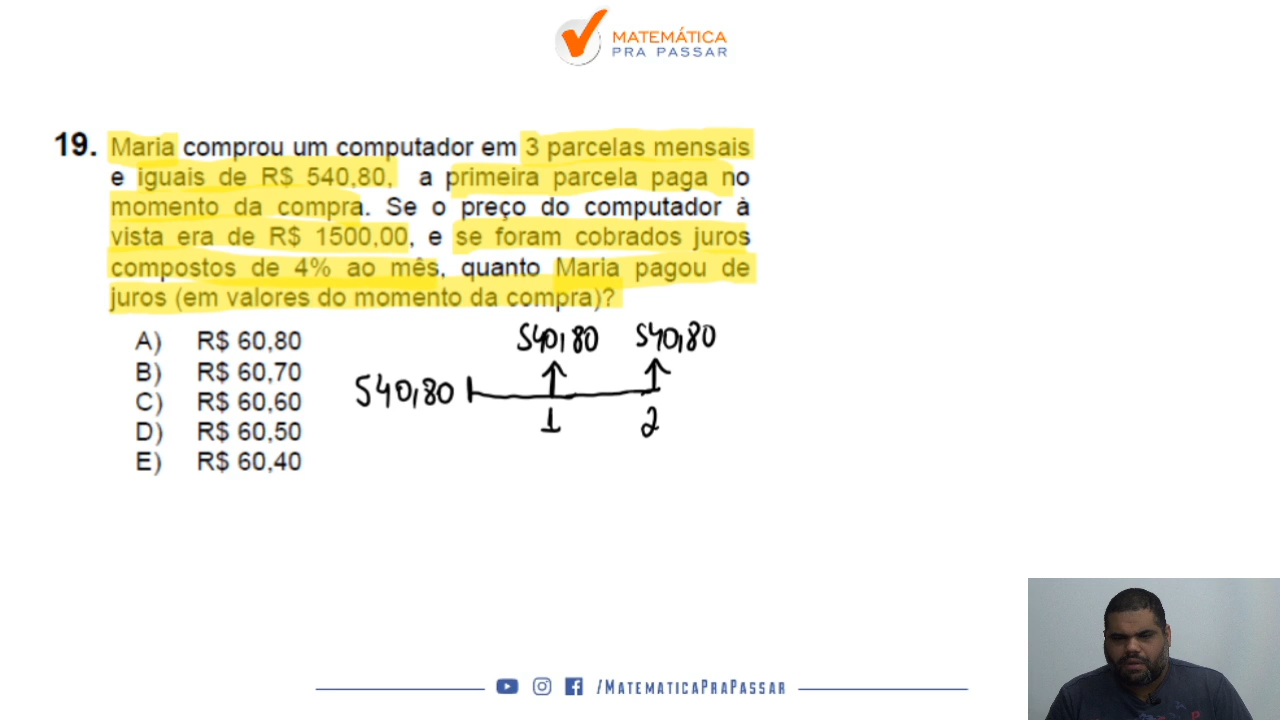 MATEMÁTICA
PRA PASSAR
19. Maria comprou um computador em 3 parcelas mensais
e iguais de R$ 540,80, a primeira parcela paga no
momento da compra. Se o preço do computador à
vista era de R$ 1500,00, e se foram cobrados juros
compostos de 4% ao mês, quanto Maria pagou de
juros (em valores do momento da compra)?
A) R$ 60,80
B) R$ 60,70
C) R$ 60,60
D) R$ 60,50
E) R$ 60,40
540,80 540,80
540,80
1 2
/MATEMATICAPRAPASSAR